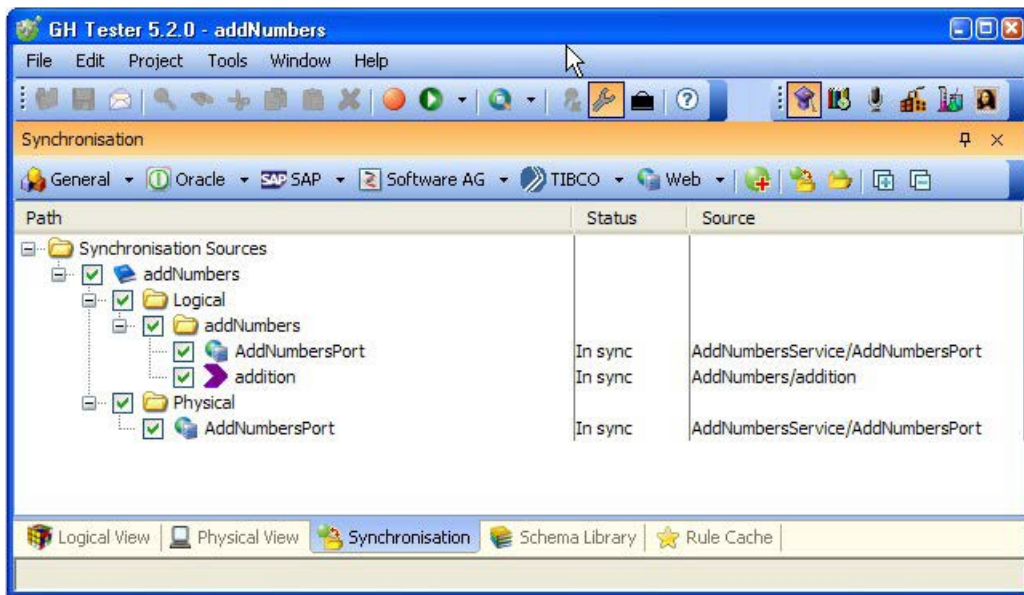 GH Tester 5.2.0 - addNumbers
File Edit Project Tools Window Help
Synchronisation
General Oracle SAP SAP Software AG TIBCO Web
Path Status Source
Synchronisation Sources
addNumbers
Logical
addNumbers
AddNumbersPort In sync AddNumbersService/AddNumbersPort
addition In sync AddNumbers/addition
Physical
AddNumbersPort In sync AddNumbersService/AddNumbersPort
Logical View Physical View Synchronisation Schema Library Rule Cache